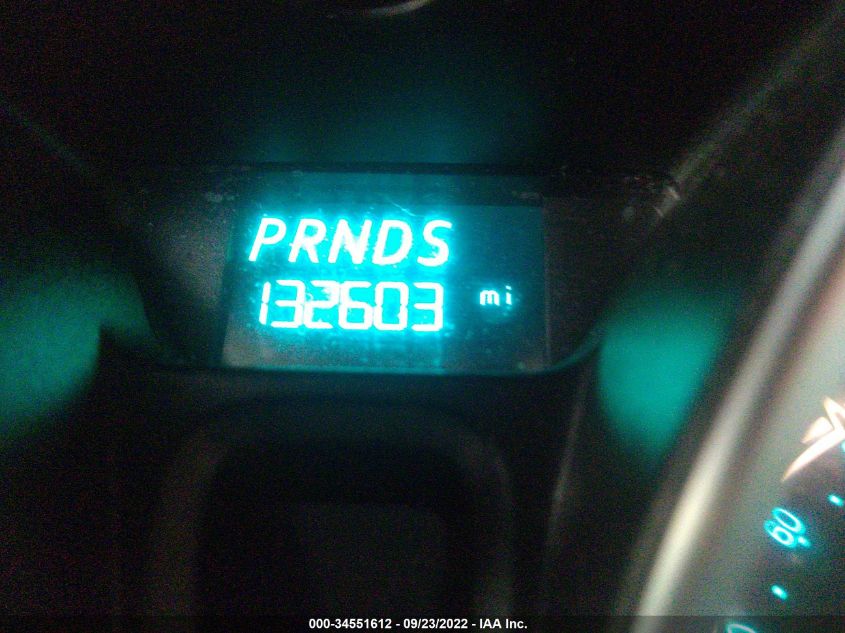 PRNDS
132603 mi
60
000-34551612 - 09/23/2022 - IAA Inc.